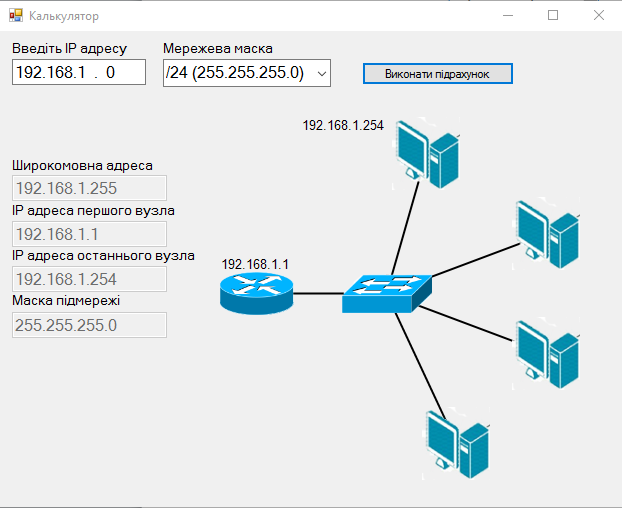 Калькулятор
Введіть IP адресу
Мережева маска
192.168.1 . 0
/24 (255.255.255.0)
Виконати підрахунок
192.168.1.254
Широкомовна адреса
192.168.1.255
IP адреса першого вузла
192.168.1.1
IP адреса останнього вузла
192.168.1.1
192.168.1.254
Маска підмережі
255.255.255.0